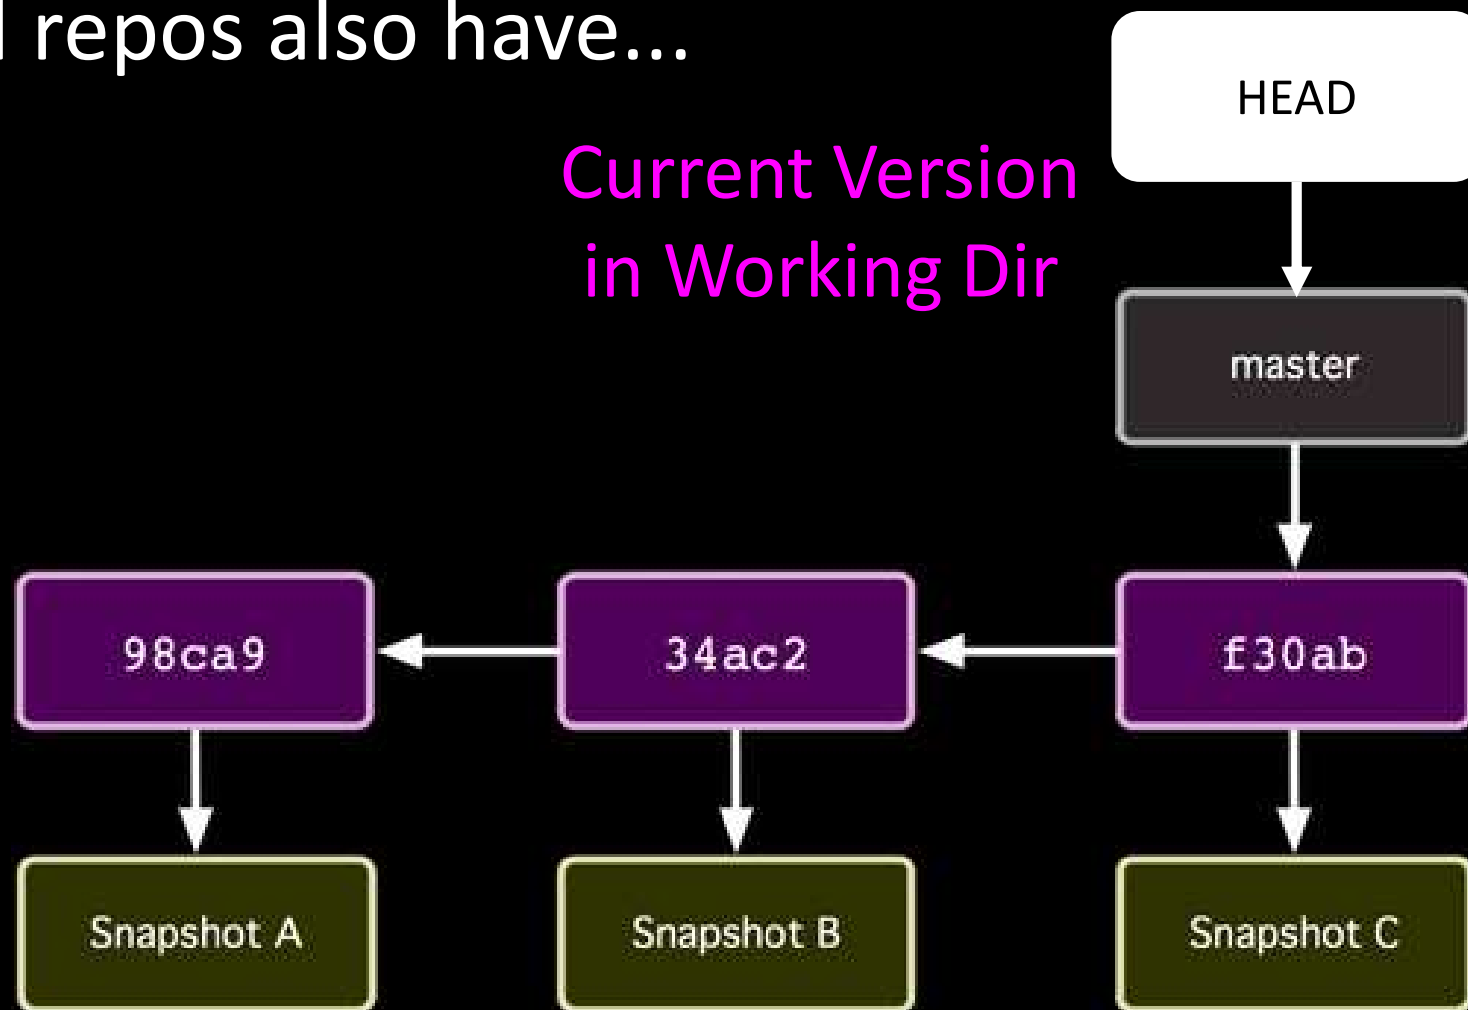 repos also have...
HEAD
Current Version
in Working Dir
master
98ca9
34ac2
f30ab
Snapshot A
Snapshot B
Snapshot C